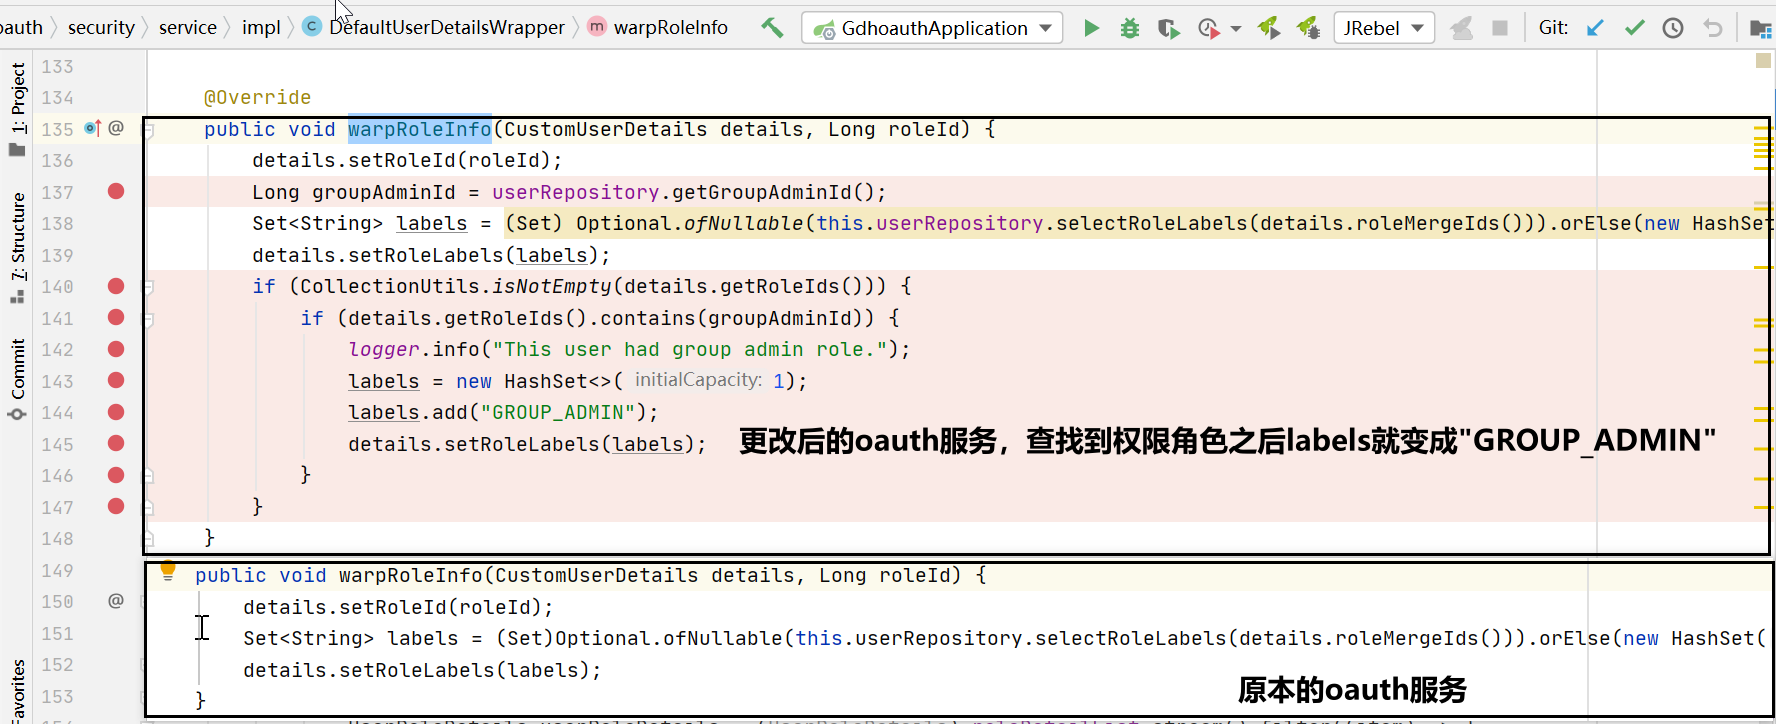 oauth 〉 security 〉 service 〉 impl 〉 C DefaultUserDetailsWrapper 〉 m warpRoleInfo GdhoauthApplication JRebel Git:
1: Project
7: Structure
Commit
Favorites
133
134 @Override
135 @ public void warpRoleInfo(CustomUserDetails details, Long roleId) {
136 details.setRoleId(roleId);
137 Long groupAdminId = userRepository.getGroupAdminId();
138 Set<String> labels = (Set) Optional.ofNullable(this.userRepository.selectRoleLabels(details.roleMergeIds())).orElse(new HashSet
139 details.setRoleLabels(labels);
140 if (CollectionUtils.isNotEmpty(details.getRoleIds())) {
141 if (details.getRoleIds().contains(groupAdminId)) {
142 logger.info("This user had group admin role.");
143 labels = new HashSet<>( initialCapacity: 1);
144 labels.add("GROUP_ADMIN");
145 details.setRoleLabels(labels); 更改后的oauth服务，查找到权限角色之后labels就变成"GROUP_ADMIN"
146 }
147 }
148 }
149 public void warpRoleInfo(CustomUserDetails details, Long roleId) {
150 @ details.setRoleId(roleId);
151 Set<String> labels = (Set)Optional.ofNullable(this.userRepository.selectRoleLabels(details.roleMergeIds())).orElse(new HashSet(
152 details.setRoleLabels(labels);
153 }
原本的oauth服务